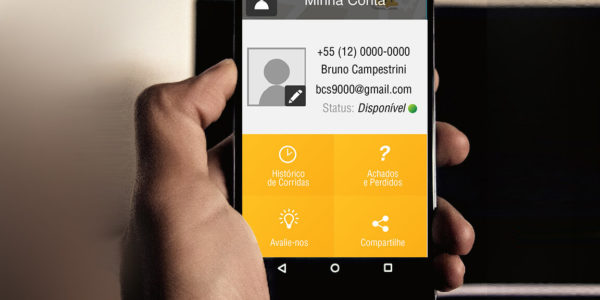 Minha Conta
+55 (12) 0000-0000
Bruno Campestrini
bcs9000@gmail.com
Status: Disponível
?
Histórico
de Corridas
Achados
e Perdidos
Avalie-nos
Compartilhe